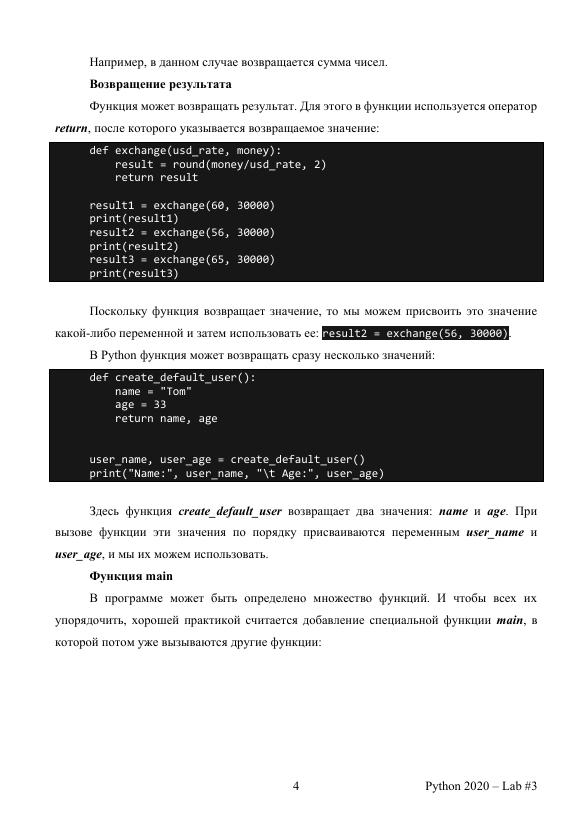 Например, в данном случае возвращается сумма чисел.
Возвращение результата
Функция может возвращать результат. Для этого в функции используется оператор
return, после которого указывается возвращаемое значение:
def exchange(usd_rate, money):
    result = round(money/usd_rate, 2)
    return result
result1 = exchange(60, 30000)
print(result1)
result2 = exchange(56, 30000)
print(result2)
result3 = exchange(65, 30000)
print(result3)
Поскольку функция возвращает значение, то мы можем присвоить это значение
какой-либо переменной и затем использовать ее: result2 = exchange(56, 30000).
В Python функция может возвращать сразу несколько значений:
def create_default_user():
    name = "Tom"
    age = 33
    return name, age
user_name, user_age = create_default_user()
print("Name:", user_name, "\t Age:", user_age)
Здесь функция create_default_user возвращает два значения: name и age. При
вызове функции эти значения по порядку присваиваются переменным user_name и
user_age, и мы их можем использовать.
Функция main
В программе может быть определено множество функций. И чтобы всех их
упорядочить, хорошей практикой считается добавление специальной функции main, в
которой потом уже вызываются другие функции:
4 Python 2020 – Lab #3